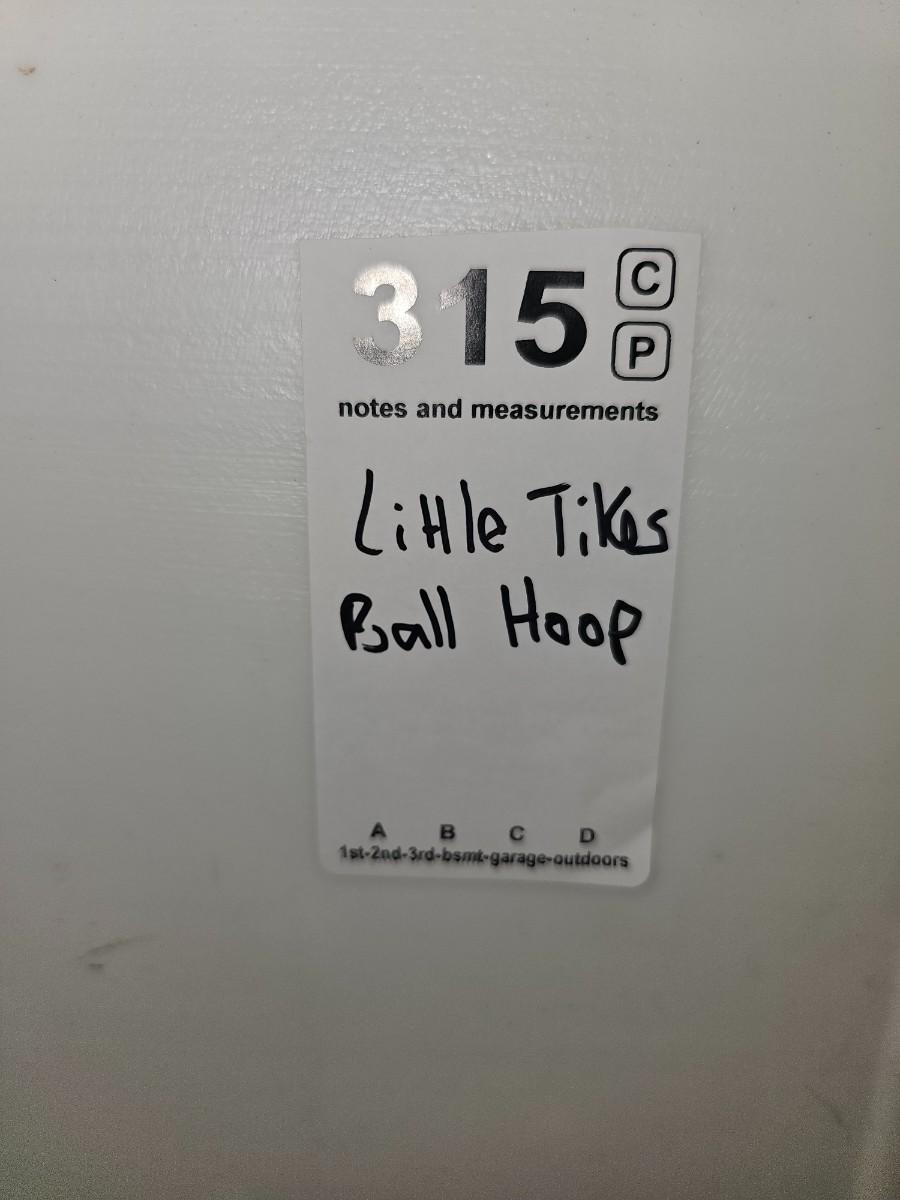 315 C
P
notes and measurements
Little Tikes
Ball Hoop
A B C D
1st-2nd-3rd-bsmt-garage-outdoors